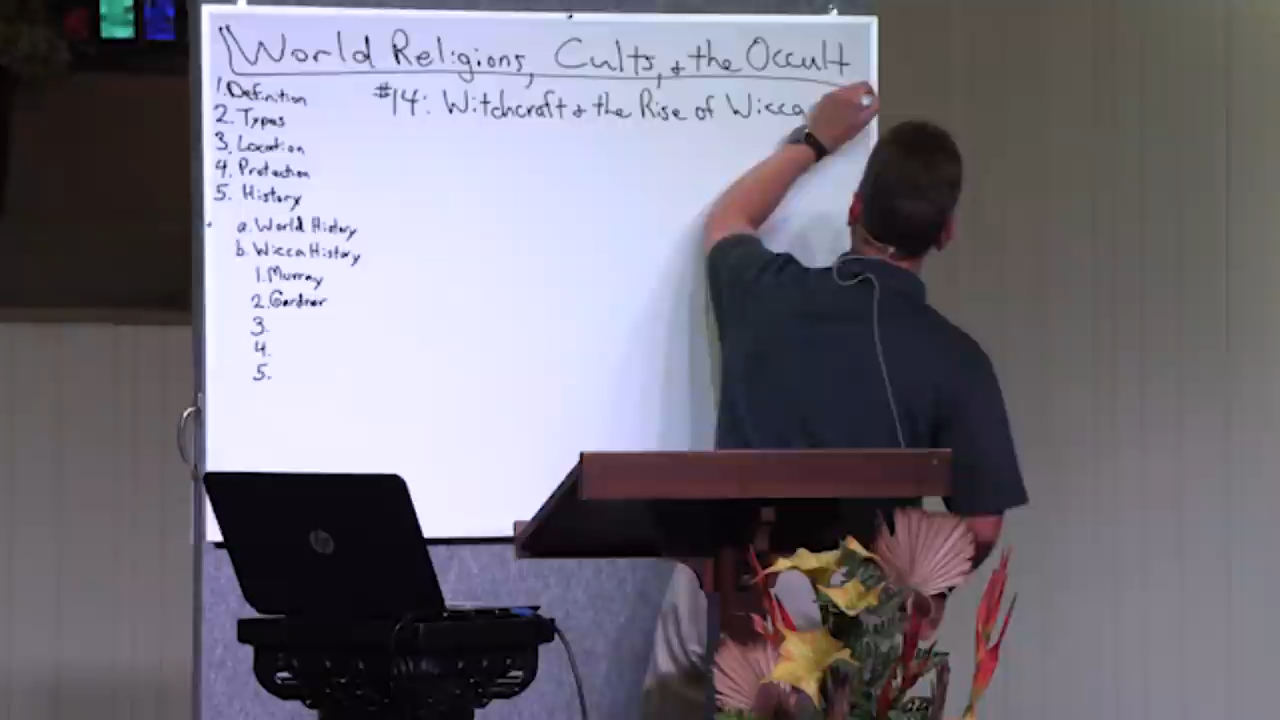 World Religions, Cults, & the Occult
#14: Witchcraft & the Rise of Wicca
1. Definition
2. Types
3. Location
4. Protection
5. History
a. World History
b. Wicca History
1. Murray
2. Gardner
3.
4.
5.
hp